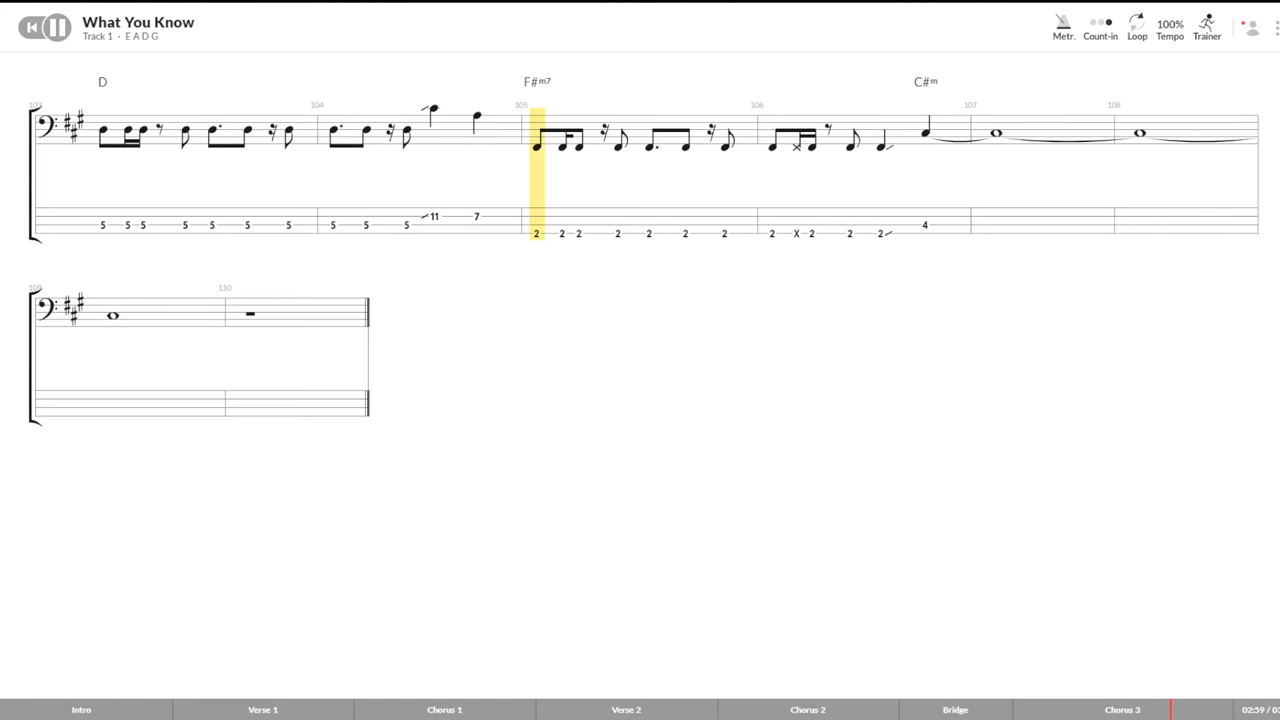 What You Know
Track 1 · E A D G
Metr. Count-in Loop 100% Tempo Trainer
D F#m7 C#m
103 104 105 106 107 108
11 7
5 5 5 5 5 5 5 5 5 5 4
2 2 2 2 2 2 2 2 X 2 2 2
109 110
Intro Verse 1 Chorus 1 Verse 2 Chorus 2 Bridge Chorus 3 02:59 /